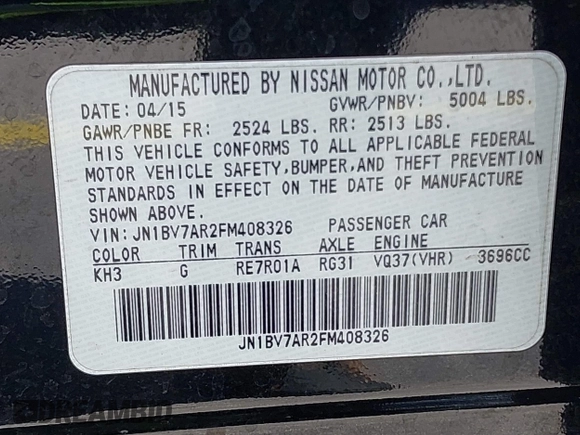 MANUFACTURED BY NISSAN MOTOR CO.,LTD.
DATE: 04/15 GVWR/PNBV: 5004 LBS.
GAWR/PNBE FR: 2524 LBS. RR: 2513 LBS.
THIS VEHICLE CONFORMS TO ALL APPLICABLE FEDERAL
MOTOR VEHICLE SAFETY,BUMPER,AND THEFT PREVENTION
STANDARDS IN EFFECT ON THE DATE OF MANUFACTURE
SHOWN ABOVE.
VIN: JN1BV7AR2FM408326 PASSENGER CAR
COLOR TRIM TRANS AXLE ENGINE
KH3 G RE7R01A RG31 VQ37(VHR) 3696CC
JN1BV7AR2FM408326
DREAMBID